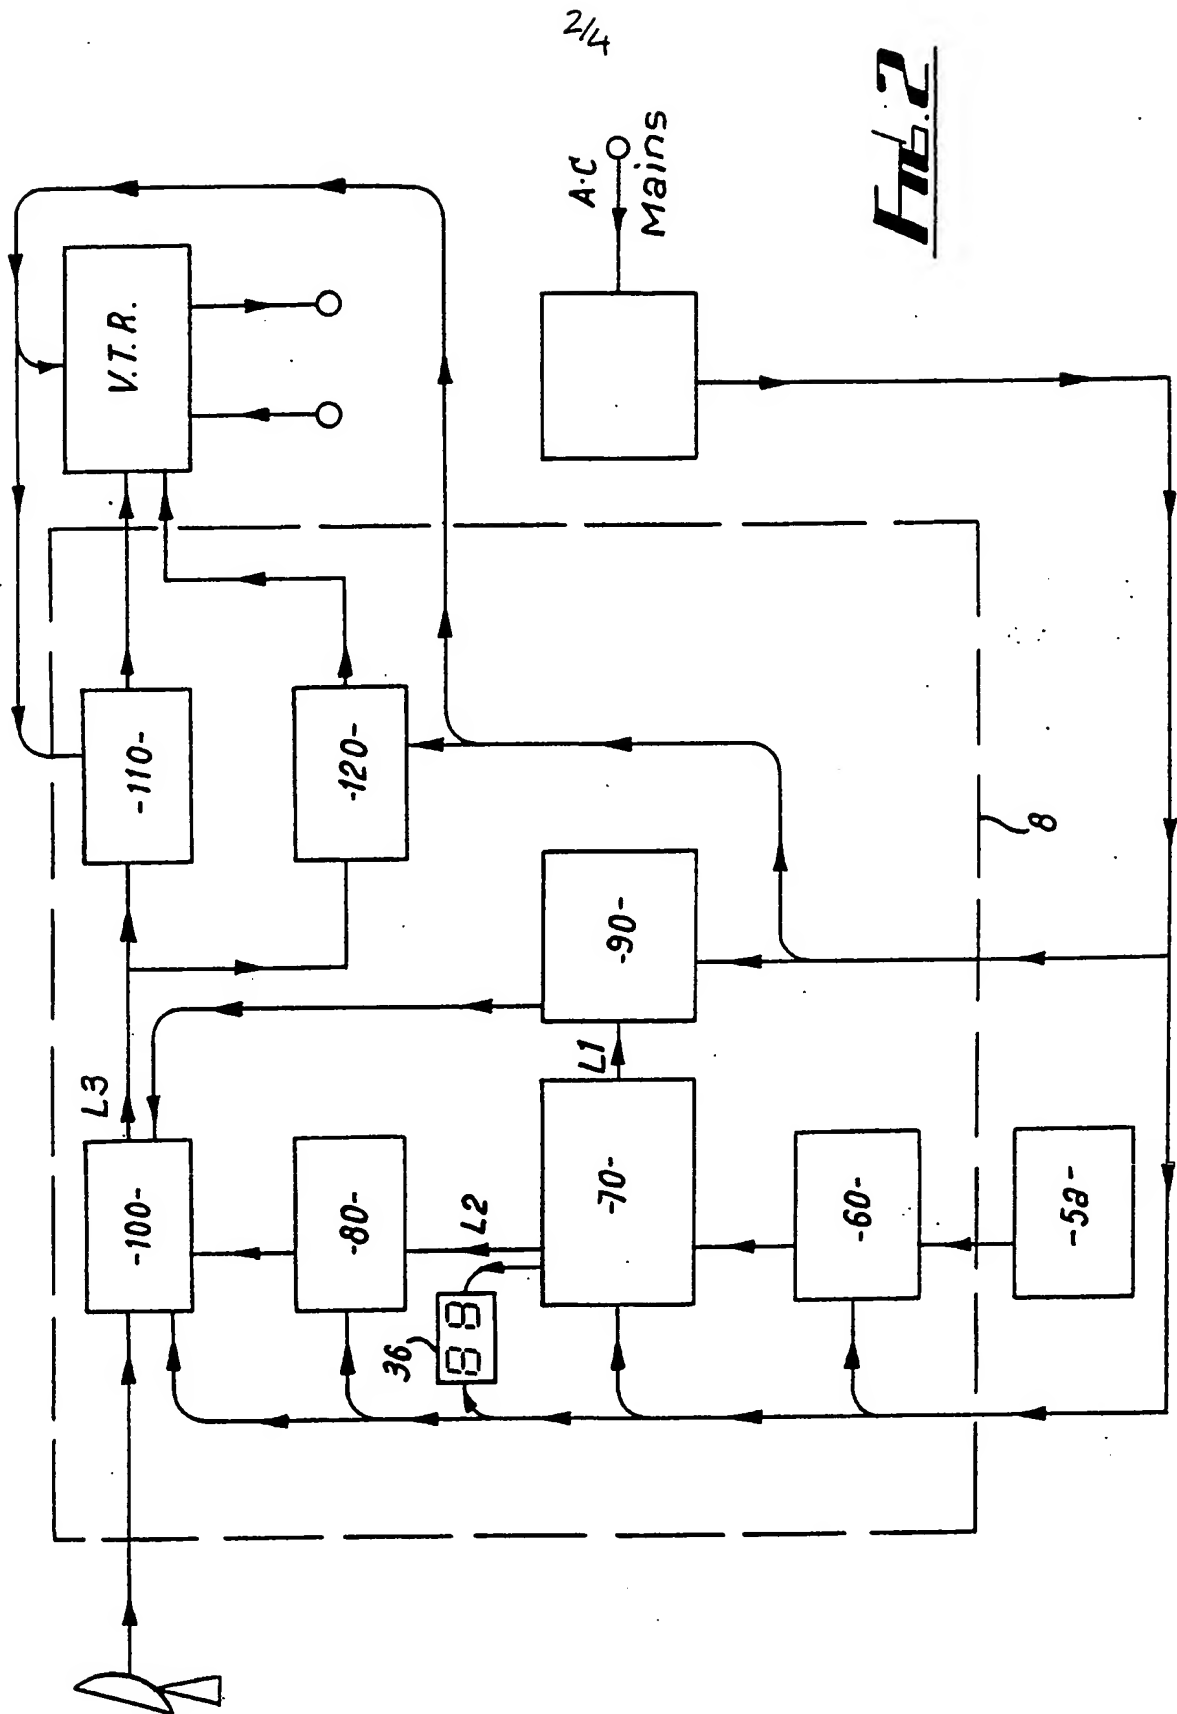 2/4
V.T.R.
A.C
Mains
-110-
-120-
8
-90-
L3
L1
-100-
-80-
L2
-70-
-60-
-5a-
36
88
FIG. 2